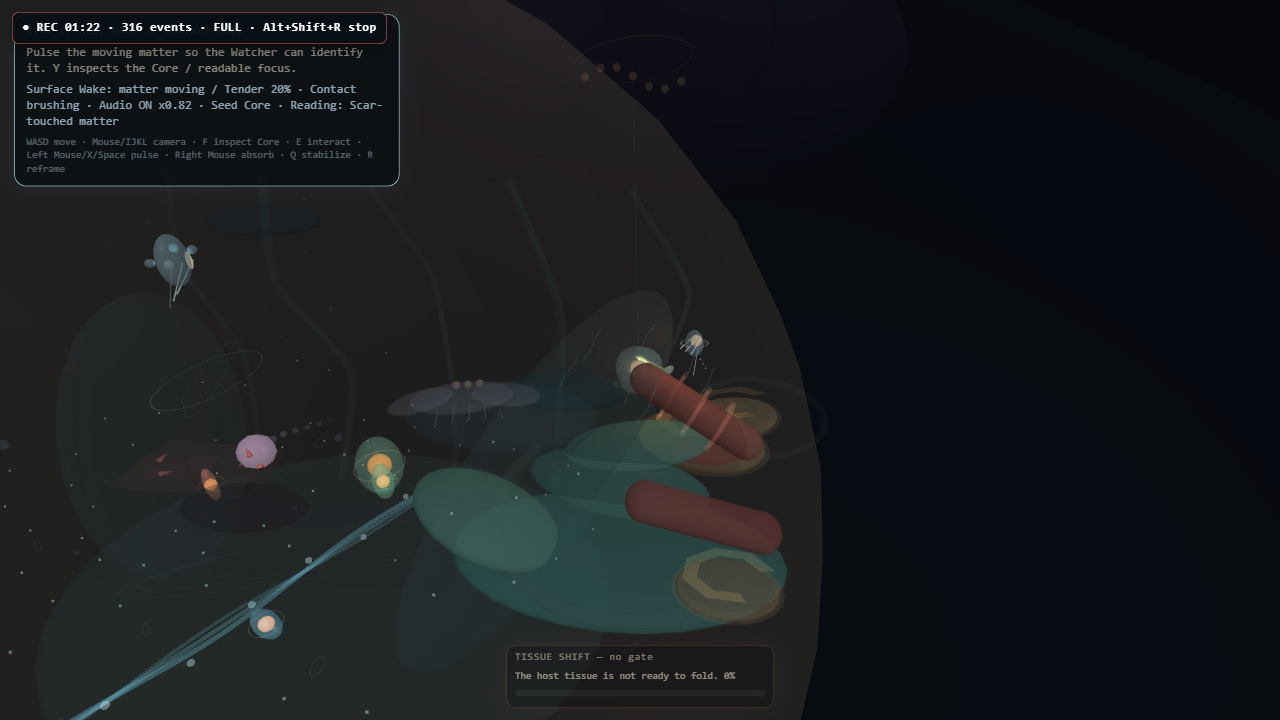 ● REC 01:22 · 316 events · FULL · Alt+Shift+R stop
Pulse the moving matter so the Watcher can identify
it. Y inspects the Core / readable focus.
Surface Wake: matter moving / Tender 20% · Contact
brushing · Audio ON x0.82 · Seed Core · Reading: Scar-
touched matter
WASD move · Mouse/IJKL camera · F inspect Core · E interact ·
Left Mouse/X/Space pulse · Right Mouse absorb · Q stabilize · R
reframe
TISSUE SHIFT — no gate
The host tissue is not ready to fold. 0%